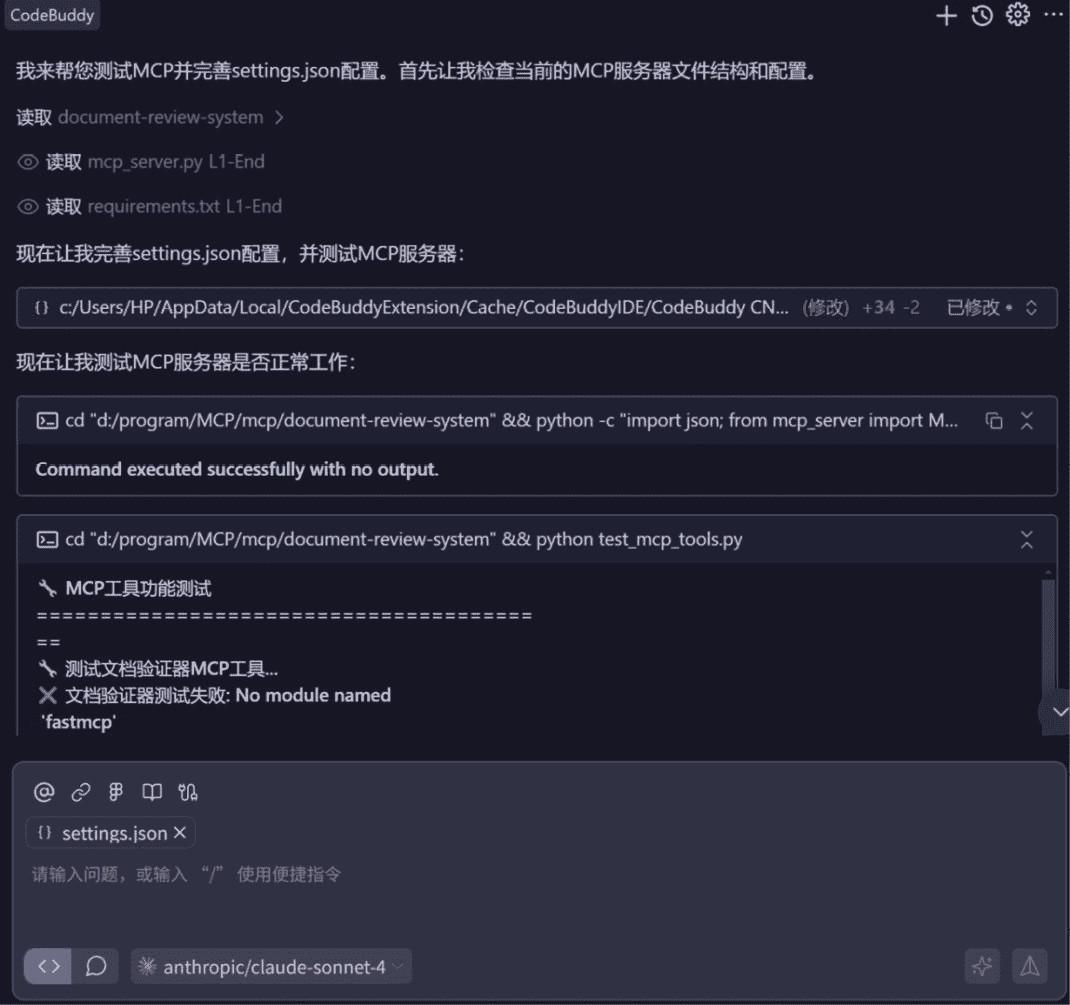 CodeBuddy
我来帮您测试MCP并完善settings.json配置。首先让我检查当前的MCP服务器文件结构和配置。
读取 document-review-system >
读取 mcp_server.py L1-End
读取 requirements.txt L1-End
现在让我完善settings.json配置，并测试MCP服务器：
{} c:/Users/HP/AppData/Local/CodeBuddyExtension/Cache/CodeBuddyIDE/CodeBuddy CN... (修改) +34 -2 已修改 •
现在让我测试MCP服务器是否正常工作：
cd "d:/program/MCP/mcp/document-review-system" && python -c "import json; from mcp_server import M...
Command executed successfully with no output.
cd "d:/program/MCP/mcp/document-review-system" && python test_mcp_tools.py
🔧 MCP工具功能测试
======================================
==
🔧 测试文档验证器MCP工具...
❌ 文档验证器测试失败: No module named
'fastmcp'
{} settings.json ×
请输入问题，或输入 “/” 使用便捷指令
anthropic/claude-sonnet-4